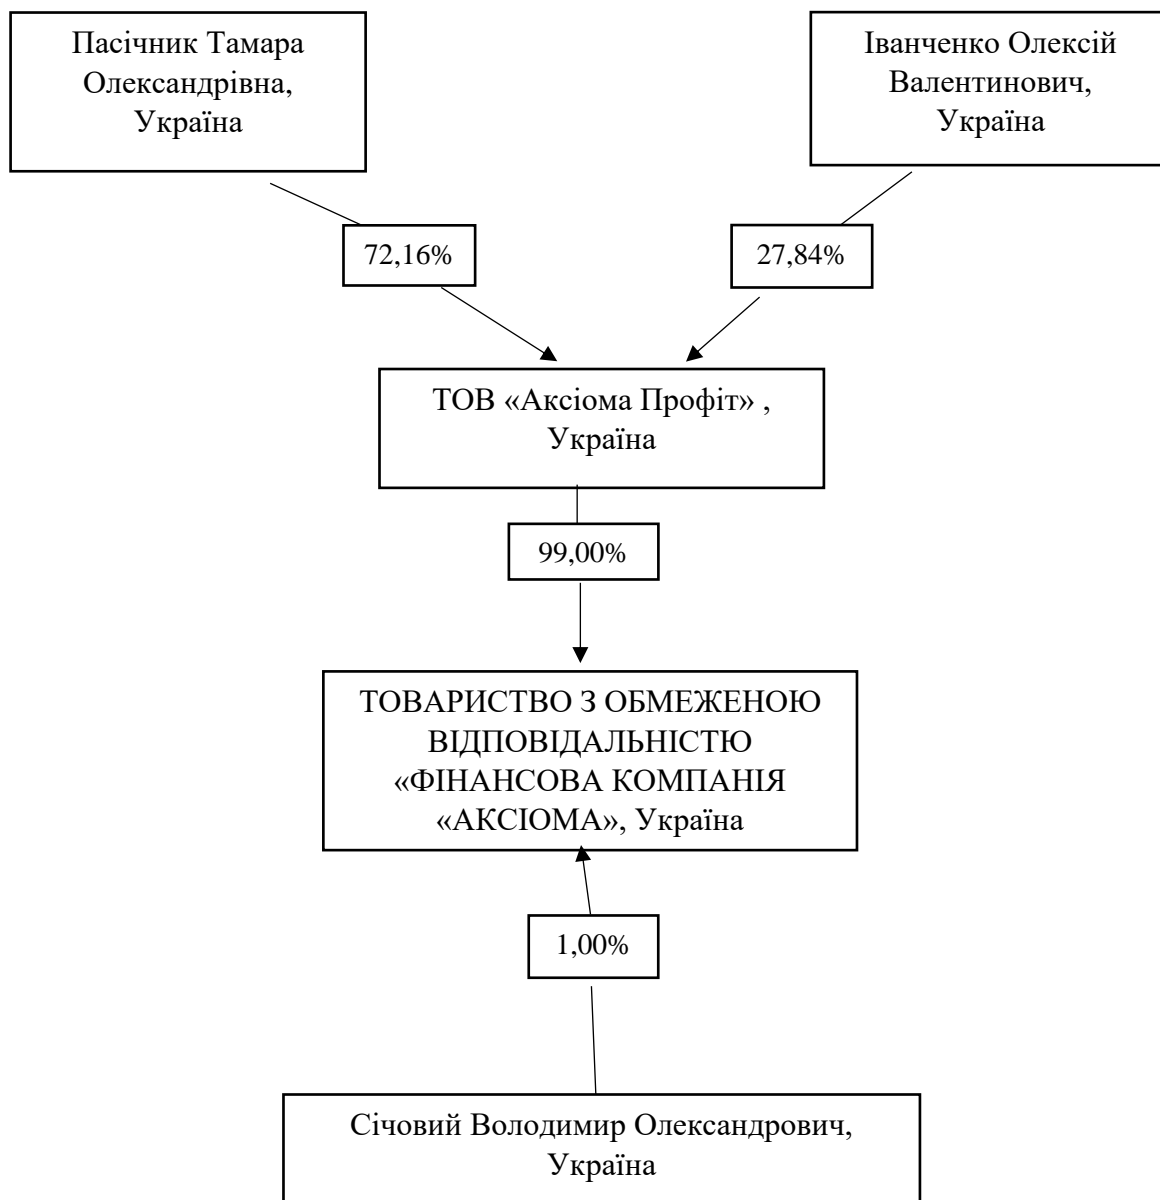 Пасічник Тамара
Олександрівна,
Україна
Іванченко Олексій
Валентинович,
Україна
72,16%
27,84%
ТОВ «Аксіома Профіт» ,
Україна
99,00%
ТОВАРИСТВО З ОБМЕЖЕНОЮ
ВІДПОВІДАЛЬНІСТЮ
«ФІНАНСОВА КОМПАНІЯ
«АКСІОМА», Україна
1,00%
Січовий Володимир Олександрович,
Україна